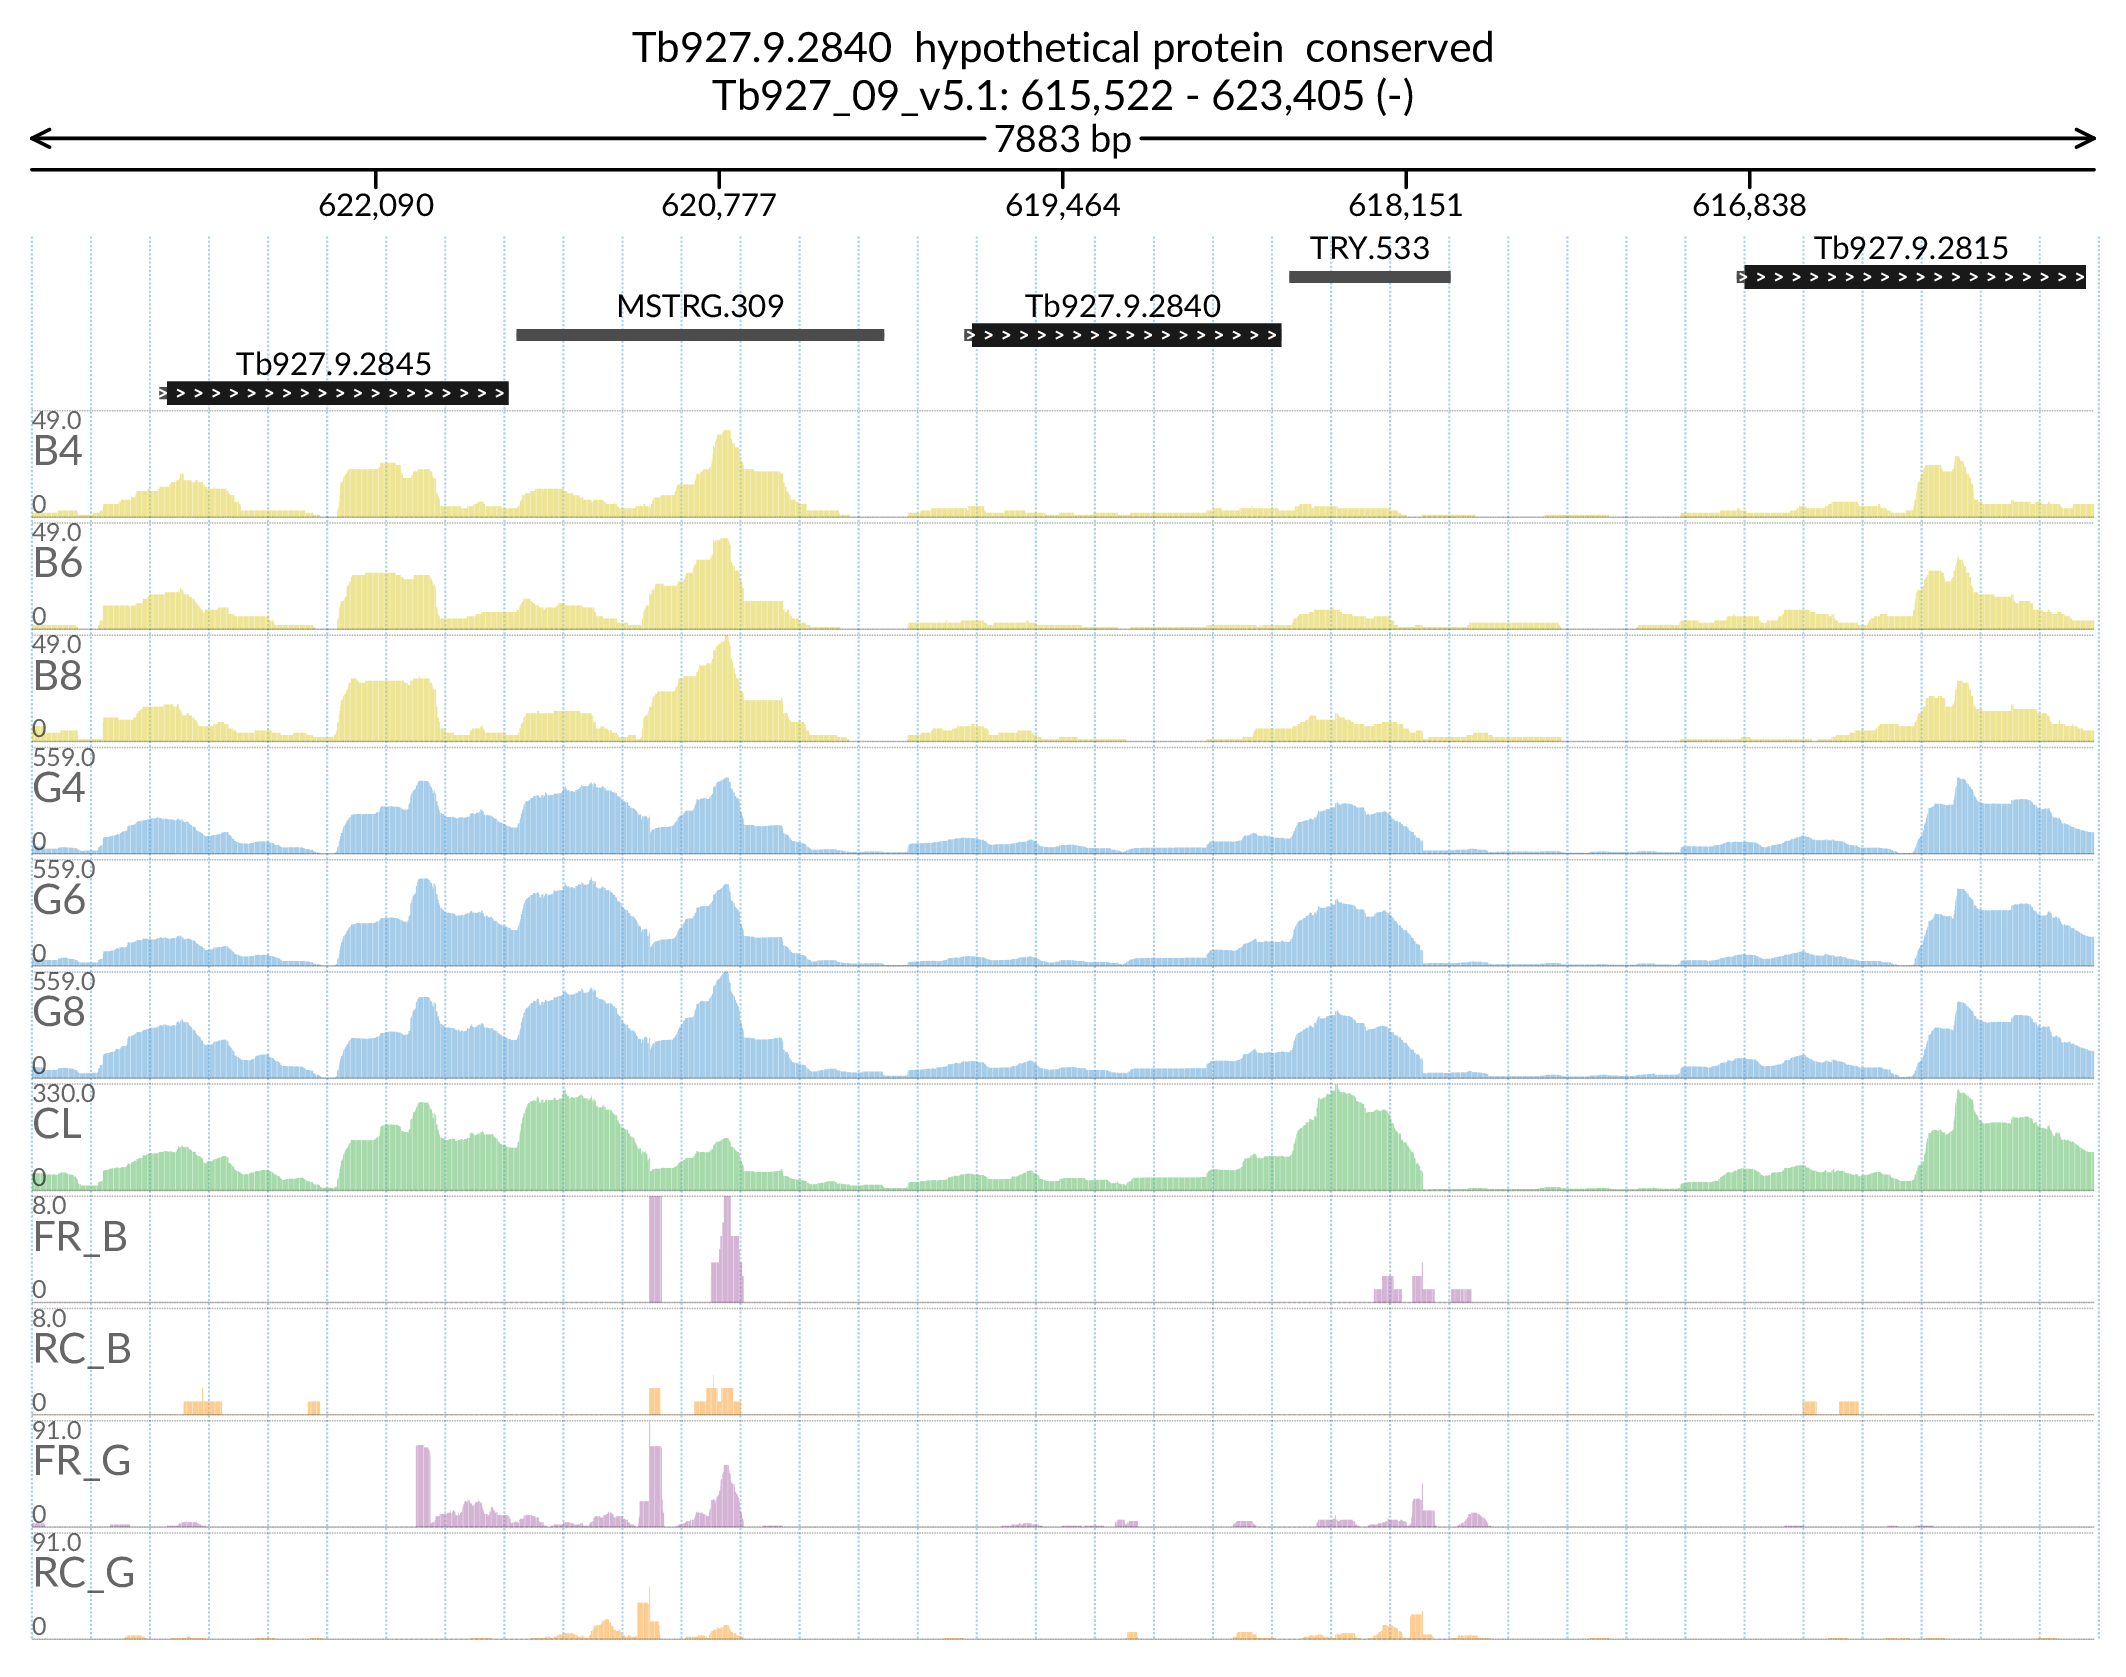 Tb927.9.2840  hypothetical protein  conserved
Tb927_09_v5.1: 615,522 - 623,405 (-)
7883 bp
622,090
620,777
619,464
618,151
616,838
TRY.533
Tb927.9.2815
MSTRG.309
Tb927.9.2840
Tb927.9.2845
49.0
B4
0
49.0
B6
0
49.0
B8
0
559.0
G4
0
559.0
G6
0
559.0
G8
0
330.0
CL
0
8.0
FR_B
0
8.0
RC_B
0
91.0
FR_G
0
91.0
RC_G
0